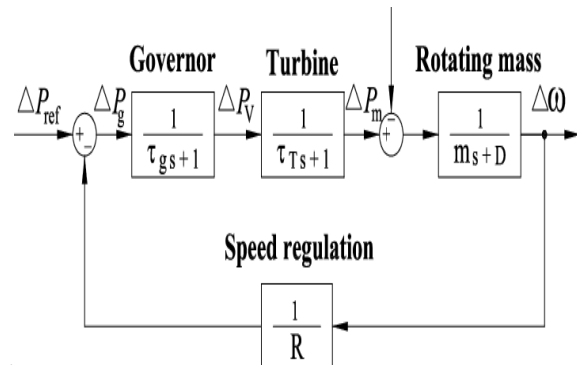 Governor Turbine Rotating mass
△P_ref △P_g △P_V △P_m △ω
+ − − +
1 1 1
τ_g s+1 τ_T s+1 m s+D
Speed regulation
1
R